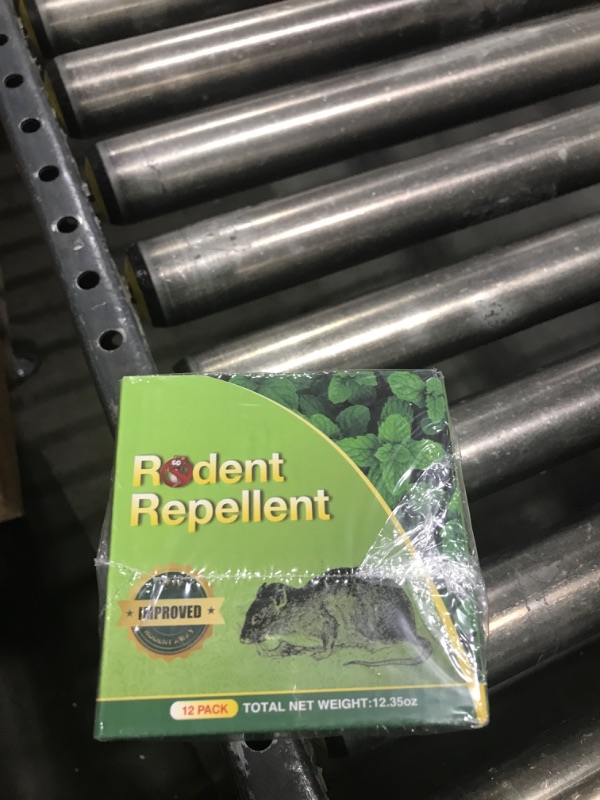 Rodent
Repellent
IMPROVED
12 PACK TOTAL NET WEIGHT:12.35oz